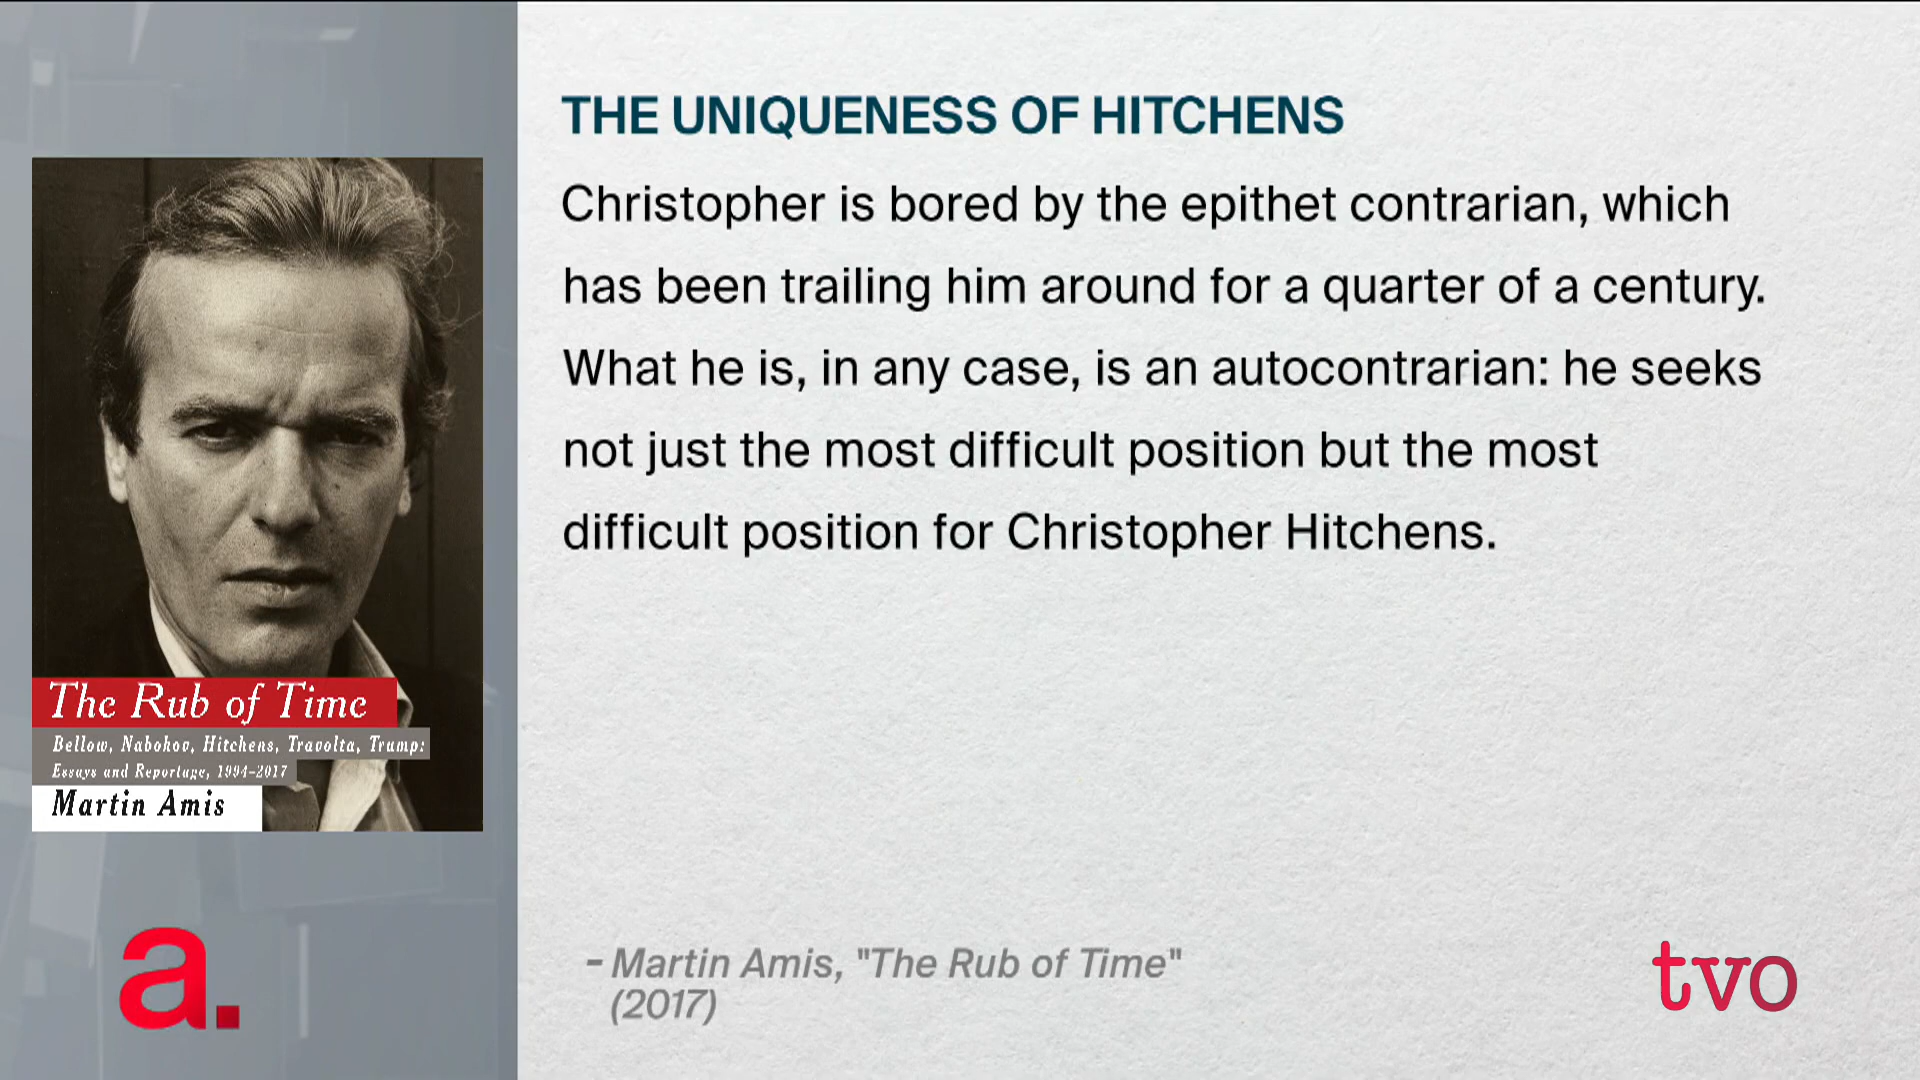 THE UNIQUENESS OF HITCHENS
Christopher is bored by the epithet contrarian, which
has been trailing him around for a quarter of a century.
What he is, in any case, is an autocontrarian: he seeks
not just the most difficult position but the most
difficult position for Christopher Hitchens.
- Martin Amis, "The Rub of Time"
(2017)
The Rub of Time
Bellow, Nabokov, Hitchens, Travolta, Trump:
Essays and Reportage, 1994–2017
Martin Amis
a.
tvo